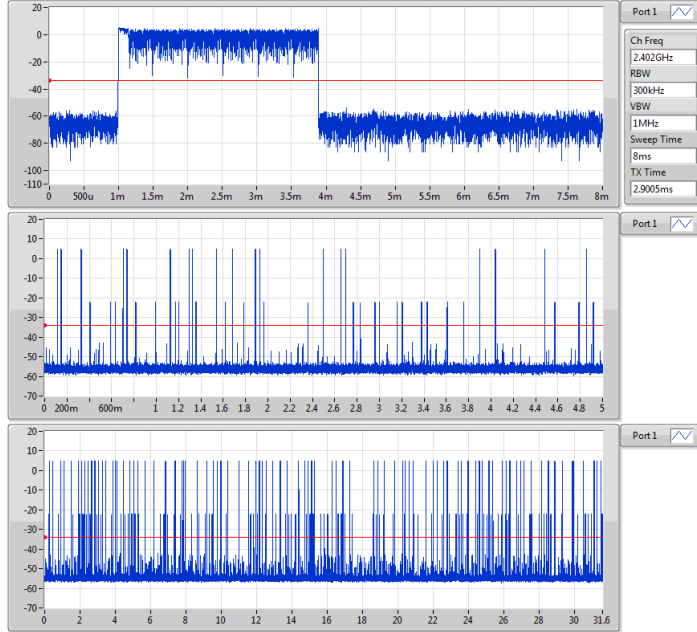 20
0
-20
-40
-60
-80
-100
-110
0 500u 1m 1.5m 2m 2.5m 3m 3.5m 4m 4.5m 5m 5.5m 6m 6.5m 7m 7.5m 8m
Port 1
Ch Freq
2.402GHz
RBW
300kHz
VBW
1MHz
Sweep Time
8ms
TX Time
2.9005ms
20
10
0
-10
-20
-30
-40
-50
-60
-70
0 200m 600m 1 1.2 1.4 1.6 1.8 2 2.2 2.4 2.6 2.8 3 3.2 3.4 3.6 3.8 4 4.2 4.4 4.6 4.8 5
Port 1
20
10
0
-10
-20
-30
-40
-50
-60
-70
0 2 4 6 8 10 12 14 16 18 20 22 24 26 28 30 31.6
Port 1